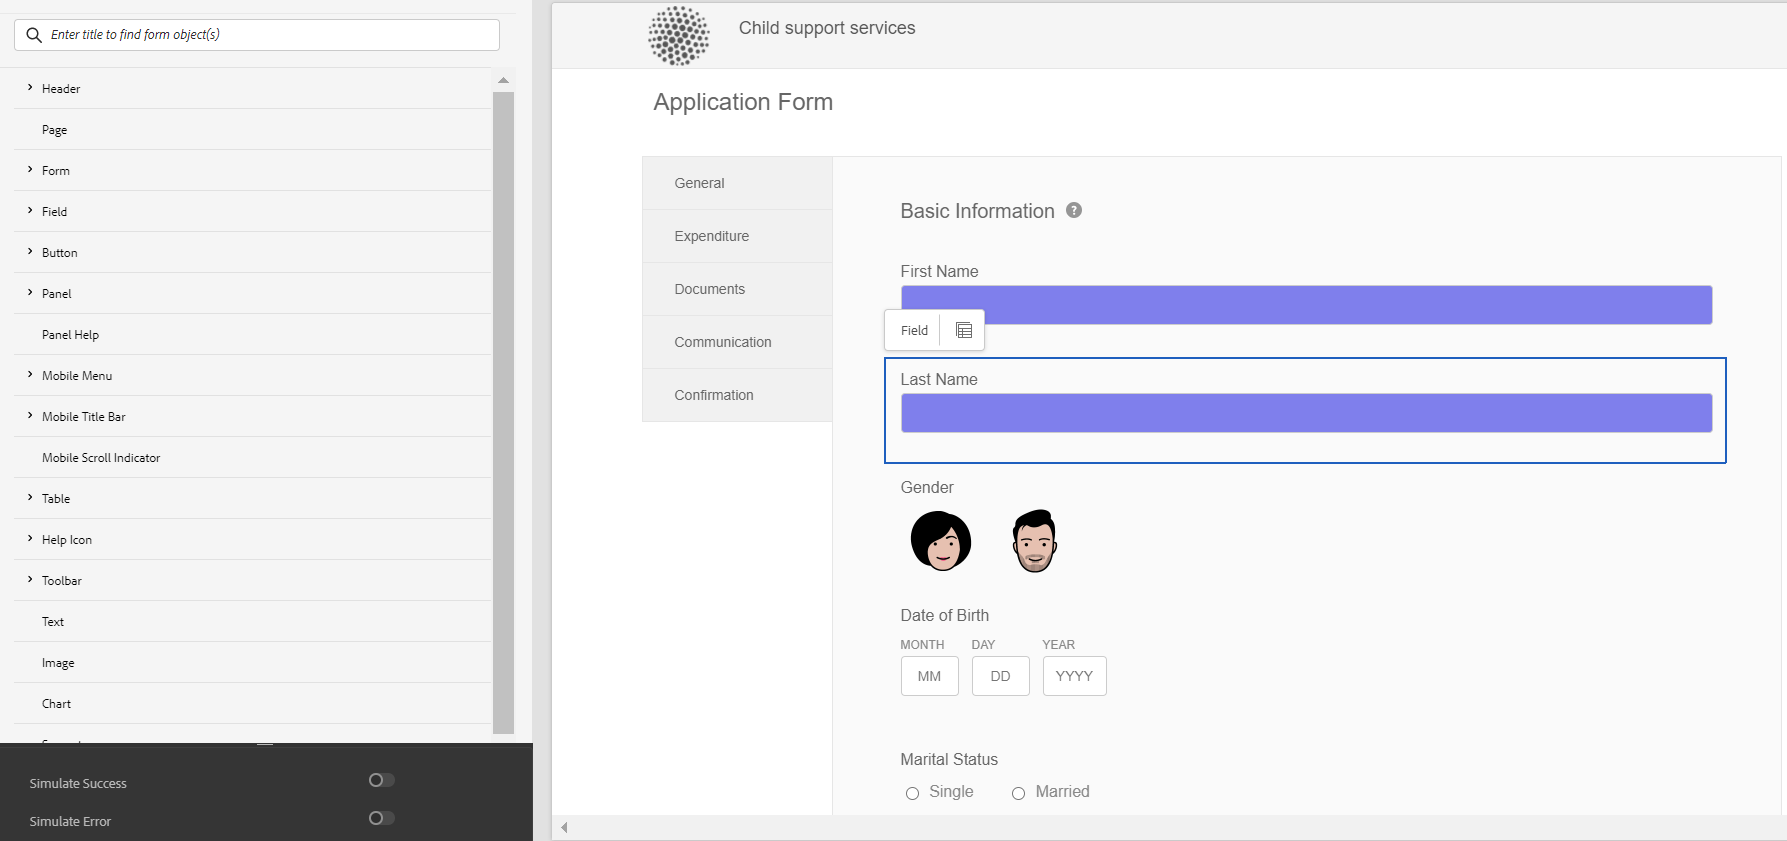 Enter title to find form object(s)
Header
Page
Form
Field
Button
Panel
Panel Help
Mobile Menu
Mobile Title Bar
Mobile Scroll Indicator
Table
Help Icon
Toolbar
Text
Image
Chart
Simulate Success
Simulate Error
Child support services
Application Form
General
Expenditure
Documents
Communication
Confirmation
Basic Information ?
First Name
Field
Last Name
Gender
Date of Birth
MONTH DAY YEAR
MM DD YYYY
Marital Status
Single Married